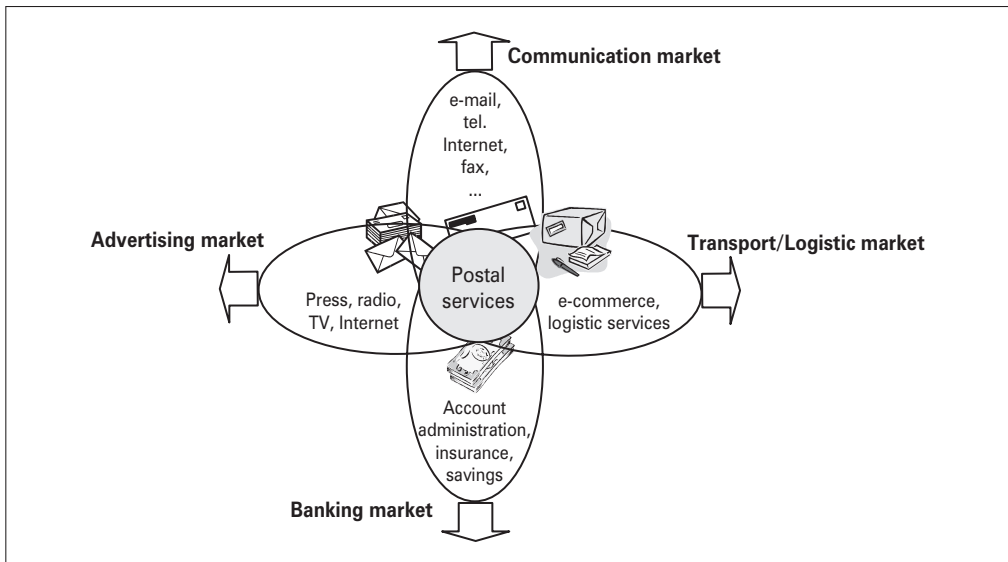 Communication market
e-mail,
tel.
Internet,
fax,
...
Advertising market
Transport/Logistic market
Postal
services
Press, radio,
TV, Internet
e-commerce,
logistic services
Account
administration,
insurance,
savings
Banking market